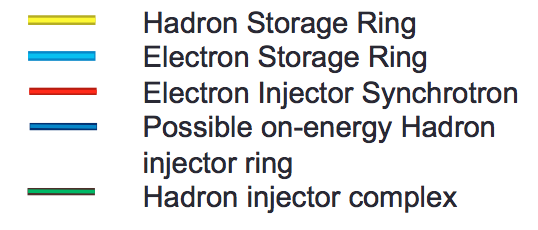 Hadron Storage Ring
Electron Storage Ring
Electron Injector Synchrotron
Possible on-energy Hadron
injector ring
Hadron injector complex